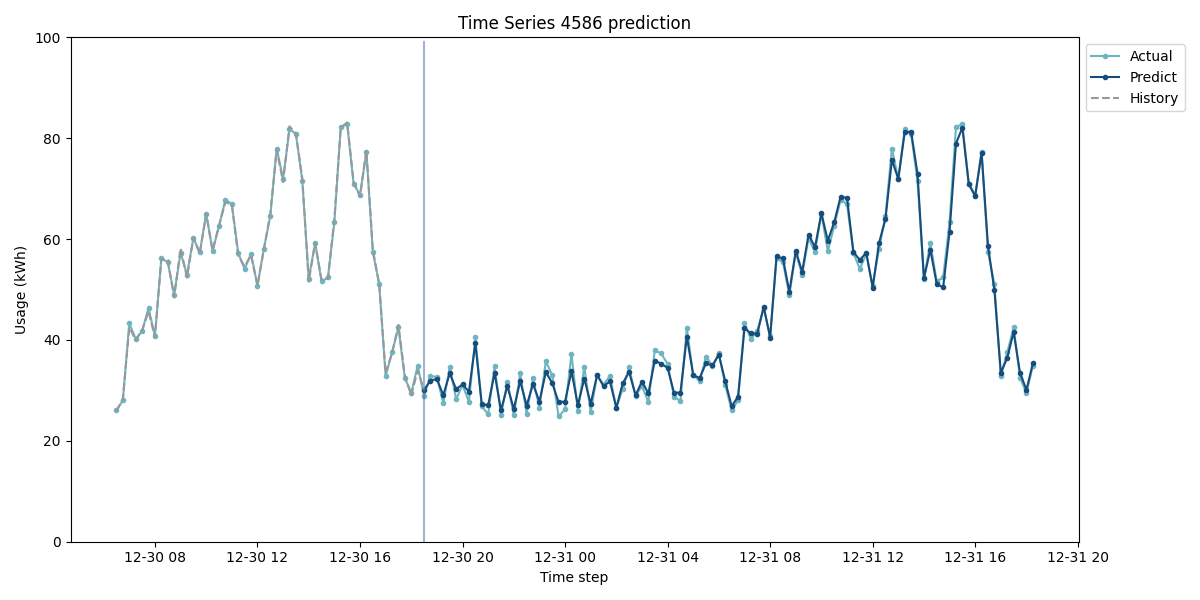 Time Series 4586 prediction
Usage (kWh)
100
80
60
40
20
0
12-30 08
12-30 12
12-30 16
12-30 20
12-31 00
12-31 04
12-31 08
12-31 12
12-31 16
12-31 20
Time step
Actual
Predict
History